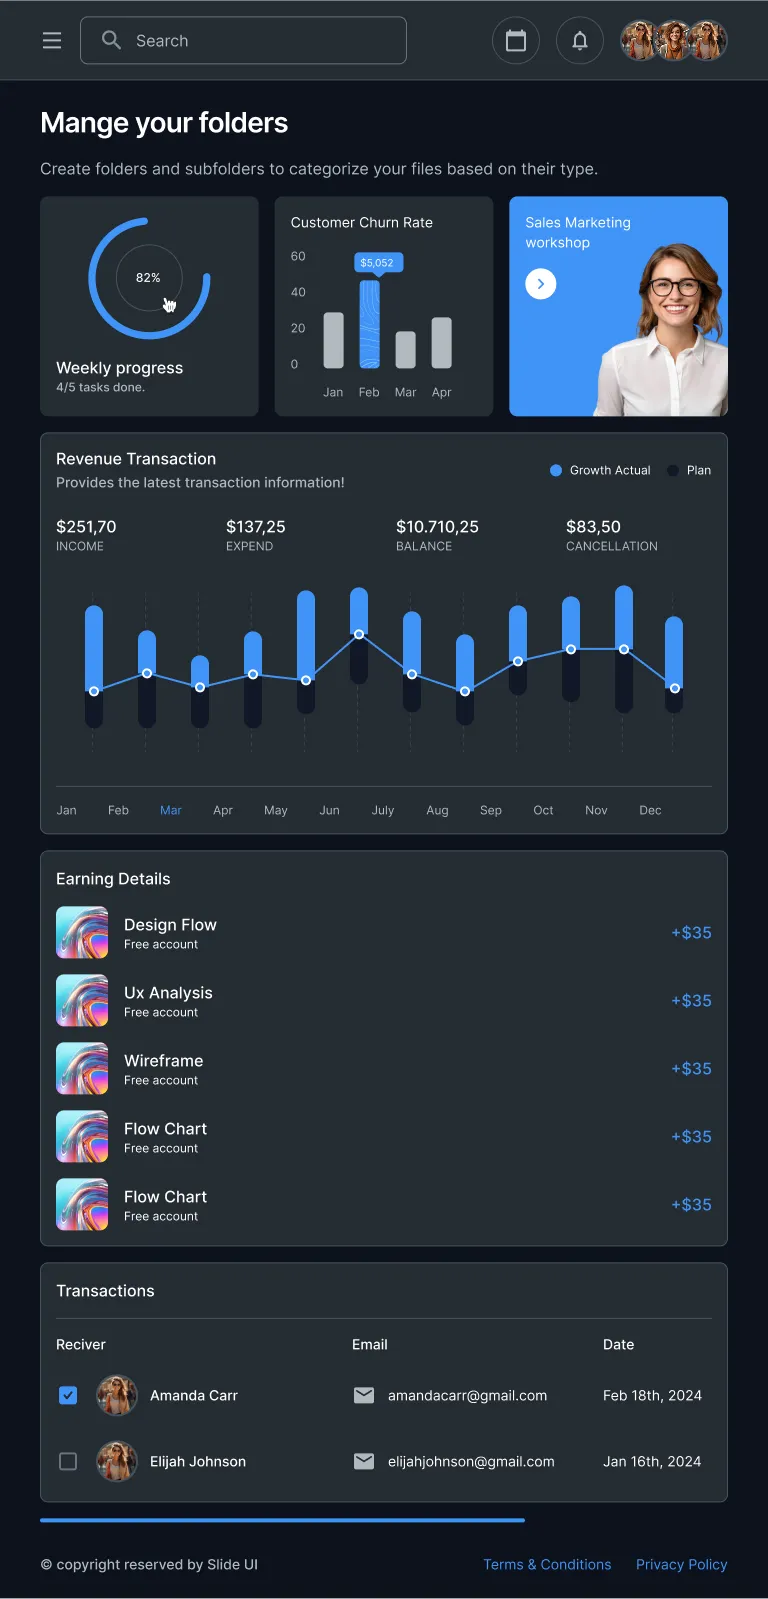 Search
Mange your folders
Create folders and subfolders to categorize your files based on their type.
82%
Weekly progress
4/5 tasks done.
Customer Churn Rate
60
$5,052
40
20
0
Jan Feb Mar Apr
Sales Marketing
workshop
Revenue Transaction
Provides the latest transaction information!
Growth Actual Plan
$251,70 $137,25 $10.710,25 $83,50
INCOME EXPEND BALANCE CANCELLATION
Jan Feb Mar Apr May Jun July Aug Sep Oct Nov Dec
Earning Details
Design Flow
Free account
+$35
Ux Analysis
Free account
+$35
Wireframe
Free account
+$35
Flow Chart
Free account
+$35
Flow Chart
Free account
+$35
Transactions
Reciver Email Date
Amanda Carr amandacarr@gmail.com Feb 18th, 2024
Elijah Johnson elijahjohnson@gmail.com Jan 16th, 2024
© copyright reserved by Slide UI Terms & Conditions Privacy Policy